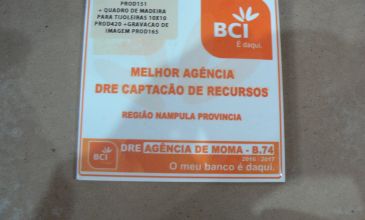 PROD151
+ QUADRO DE MADEIRA
PARA TIJOLEIRAS 10X10
PROD420 +GRAVACAO DE
IMAGEM PROD165
BCI
É daqui.
MELHOR AGÊNCIA
DRE CAPTACÃO DE RECURSOS
REGIÃO NAMPULA PROVINCIA
BCI
DRE AGÊNCIA DE MOMA - B.74
2016 - 2017
O meu banco é daqui.